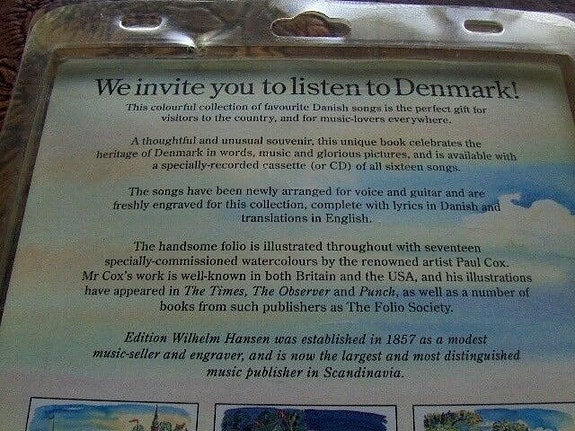 We invite you to listen to Denmark!
This colourful collection of favourite Danish songs is the perfect gift for
visitors to the country, and for music-lovers everywhere.
A thoughtful and unusual souvenir, this unique book celebrates the
heritage of Denmark in words, music and glorious pictures, and is available with
a specially-recorded cassette (or CD) of all sixteen songs.
The songs have been newly arranged for voice and guitar and are
freshly engraved for this collection, complete with lyrics in Danish and
translations in English.
The handsome folio is illustrated throughout with seventeen
specially-commissioned watercolours by the renowned artist Paul Cox.
Mr Cox's work is well-known in both Britain and the USA, and his illustrations
have appeared in The Times, The Observer and Punch, as well as a number of
books from such publishers as The Folio Society.
Edition Wilhelm Hansen was established in 1857 as a modest
music-seller and engraver, and is now the largest and most distinguished
music publisher in Scandinavia.